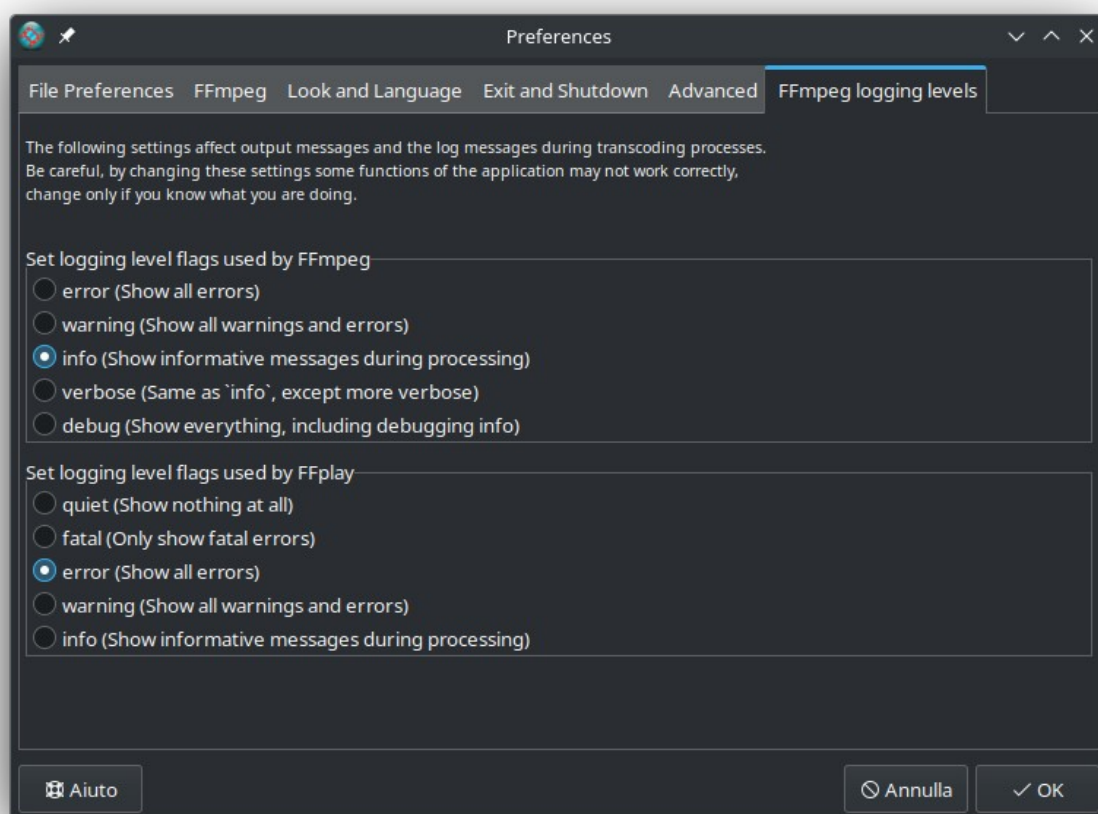 Preferences
File Preferences FFmpeg Look and Language Exit and Shutdown Advanced FFmpeg logging levels
The following settings affect output messages and the log messages during transcoding processes.
Be careful, by changing these settings some functions of the application may not work correctly,
change only if you know what you are doing.
Set logging level flags used by FFmpeg
error (Show all errors)
warning (Show all warnings and errors)
info (Show informative messages during processing)
verbose (Same as `info`, except more verbose)
debug (Show everything, including debugging info)
Set logging level flags used by FFplay
quiet (Show nothing at all)
fatal (Only show fatal errors)
error (Show all errors)
warning (Show all warnings and errors)
info (Show informative messages during processing)
Aiuto Annulla OK